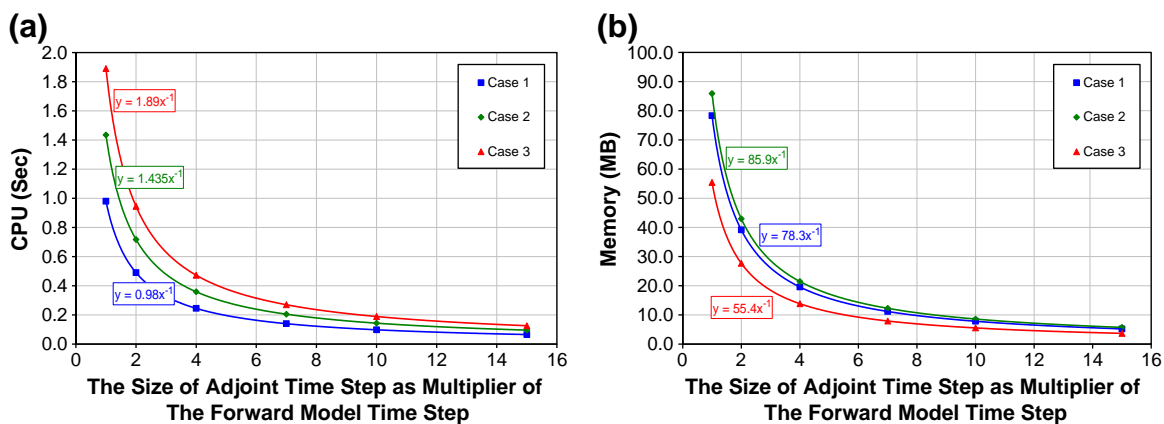 (a)
2.0
1.8
1.6
1.4
1.2
1.0
0.8
0.6
0.4
0.2
0.0
CPU (Sec)
y = 1.89x⁻¹
y = 1.435x⁻¹
y = 0.98x⁻¹
Case 1
Case 2
Case 3
0 2 4 6 8 10 12 14 16
The Size of Adjoint Time Step as Multiplier of
The Forward Model Time Step
(b)
100.0
90.0
80.0
70.0
60.0
50.0
40.0
30.0
20.0
10.0
0.0
Memory (MB)
y = 85.9x⁻¹
y = 78.3x⁻¹
y = 55.4x⁻¹
Case 1
Case 2
Case 3
0 2 4 6 8 10 12 14 16
The Size of Adjoint Time Step as Multiplier of
The Forward Model Time Step